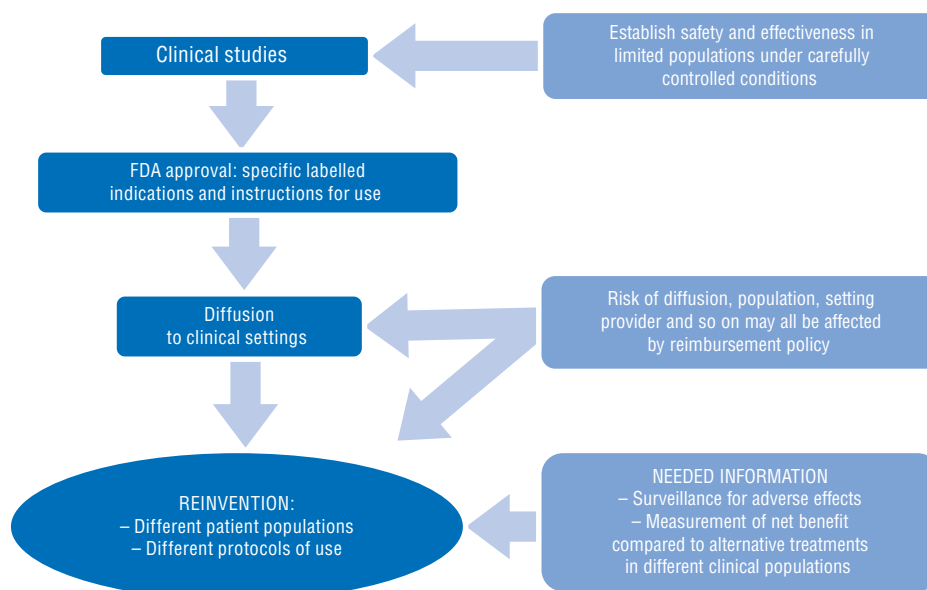 Clinical studies
Establish safety and effectiveness in
limited populations under carefully
controlled conditions
FDA approval: specific labelled
indications and instructions for use
Diffusion
to clinical settings
Risk of diffusion, population, setting
provider and so on may all be affected
by reimbursement policy
REINVENTION:
– Different patient populations
– Different protocols of use
NEEDED INFORMATION
– Surveillance for adverse effects
– Measurement of net benefit
compared to alternative treatments
in different clinical populations